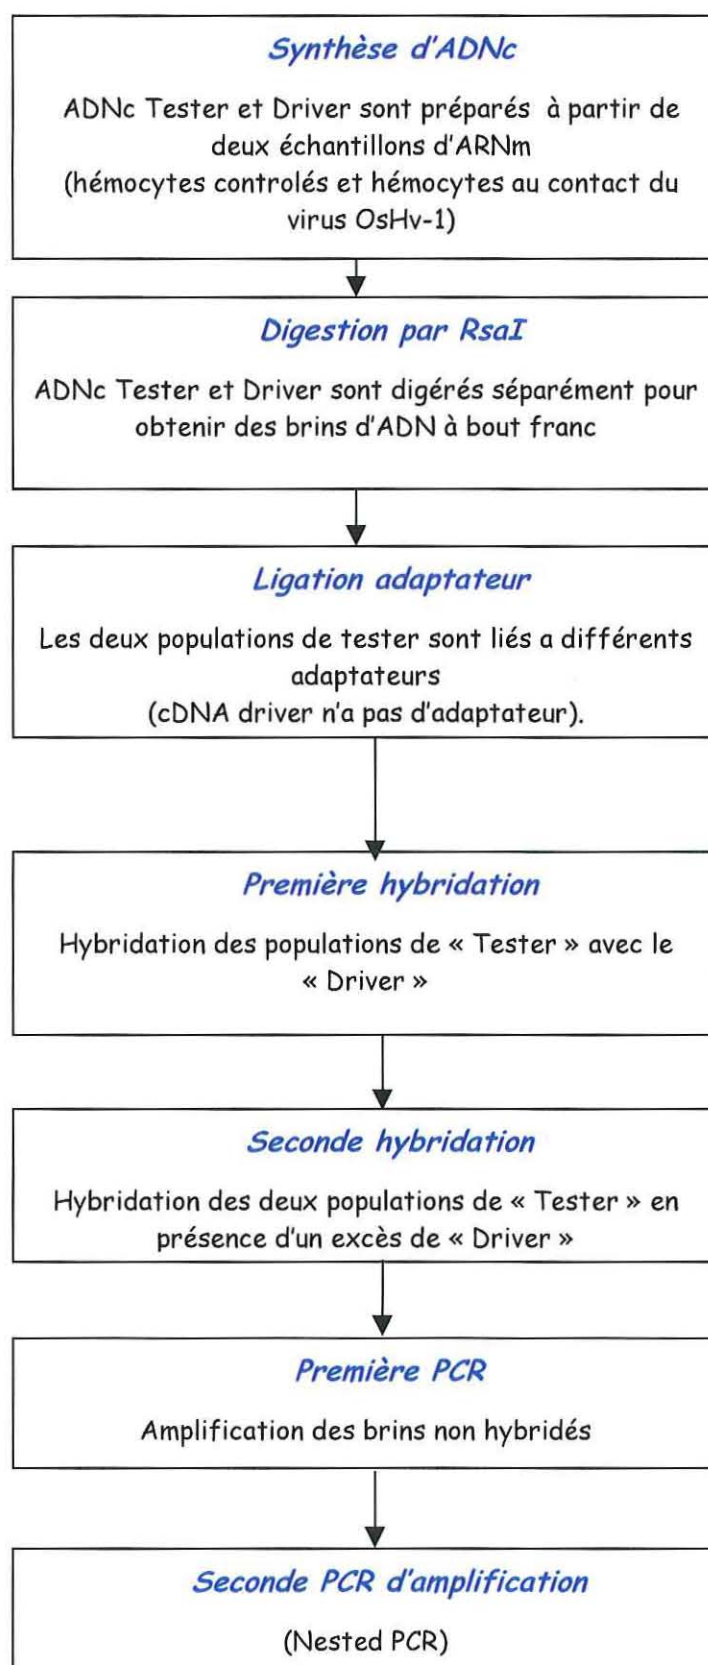 Synthèse d'ADNc
ADNc Tester et Driver sont préparés à partir de
deux échantillons d'ARNm
(hémocytes controlés et hémocytes au contact du
virus OsHv-1)
Digestion par RsaI
ADNc Tester et Driver sont digérés séparément pour
obtenir des brins d'ADN à bout franc
Ligation adaptateur
Les deux populations de tester sont liés a différents
adaptateurs
(cDNA driver n'a pas d'adaptateur).
Première hybridation
Hybridation des populations de « Tester » avec le
« Driver »
Seconde hybridation
Hybridation des deux populations de « Tester » en
présence d'un excès de « Driver »
Première PCR
Amplification des brins non hybridés
Seconde PCR d'amplification
(Nested PCR)